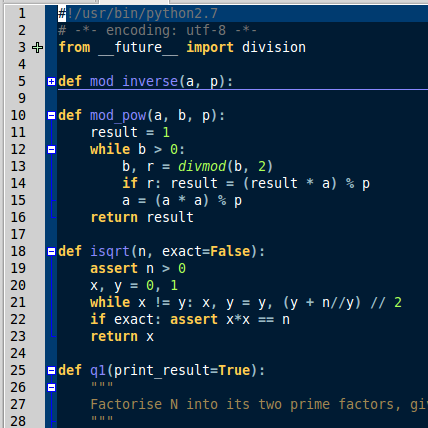 1 #!/usr/bin/python2.7
2 # -*- encoding: utf-8 -*-
3 from __future__ import division
4
5 def mod_inverse(a, p):
9
10 def mod_pow(a, b, p):
11     result = 1
12     while b > 0:
13         b, r = divmod(b, 2)
14         if r: result = (result * a) % p
15         a = (a * a) % p
16     return result
17
18 def isqrt(n, exact=False):
19     assert n > 0
20     x, y = 0, 1
21     while x != y: x, y = y, (y + n//y) // 2
22     if exact: assert x*x == n
23     return x
24
25 def q1(print_result=True):
26     """
27     Factorise N into its two prime factors,
28     """